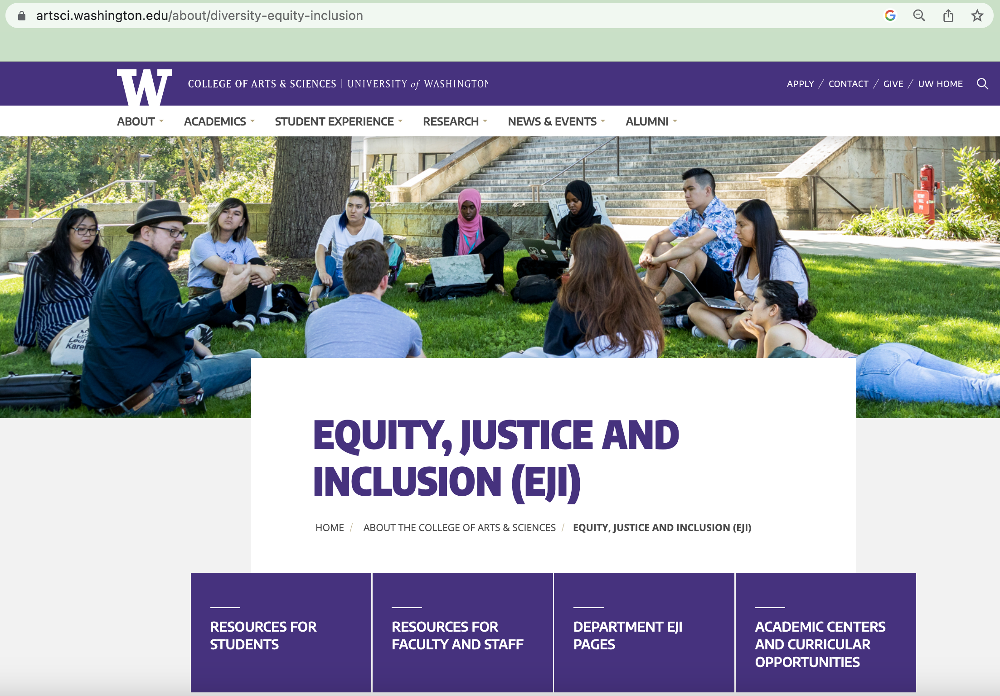 artsci.washington.edu/about/diversity-equity-inclusion
W
COLLEGE OF ARTS & SCIENCES | UNIVERSITY of WASHINGTON
APPLY / CONTACT / GIVE / UW HOME
ABOUT
ACADEMICS
STUDENT EXPERIENCE
RESEARCH
NEWS & EVENTS
ALUMNI
Kare
EQUITY, JUSTICE AND
INCLUSION (EJI)
HOME / ABOUT THE COLLEGE OF ARTS & SCIENCES / EQUITY, JUSTICE AND INCLUSION (EJI)
RESOURCES FOR
STUDENTS
RESOURCES FOR
FACULTY AND STAFF
DEPARTMENT EJI
PAGES
ACADEMIC CENTERS
AND CURRICULAR
OPPORTUNITIES